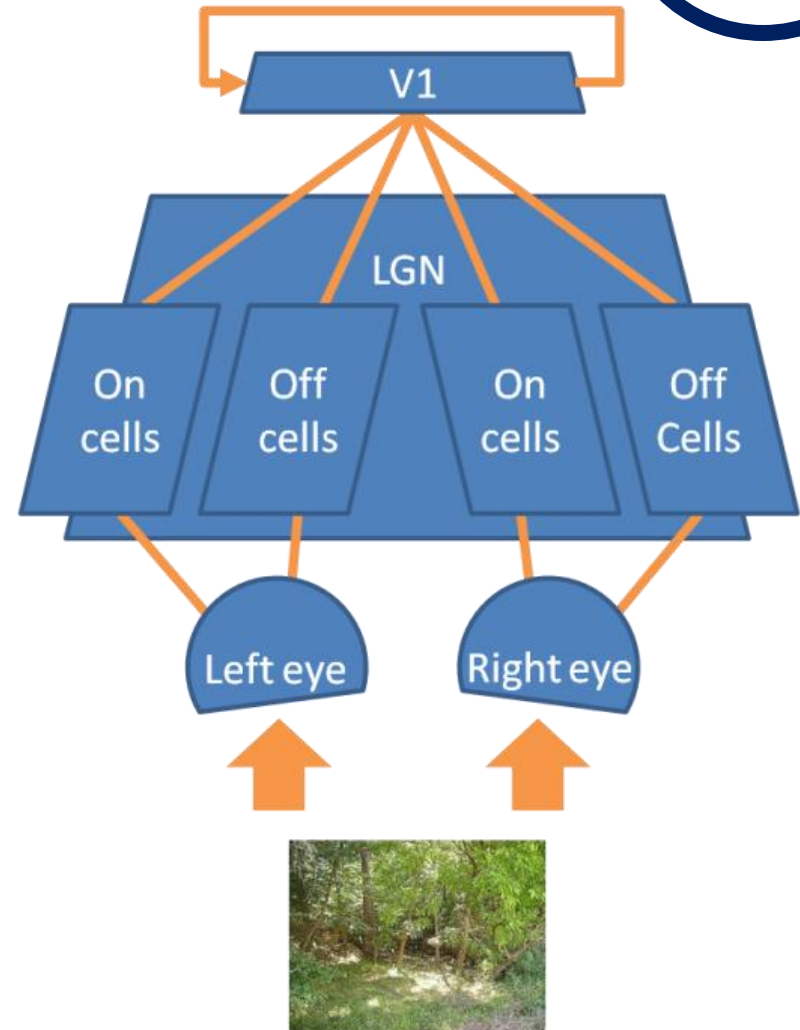 V1
LGN
On
cells
Off
cells
On
cells
Off
Cells
Left eye
Right eye